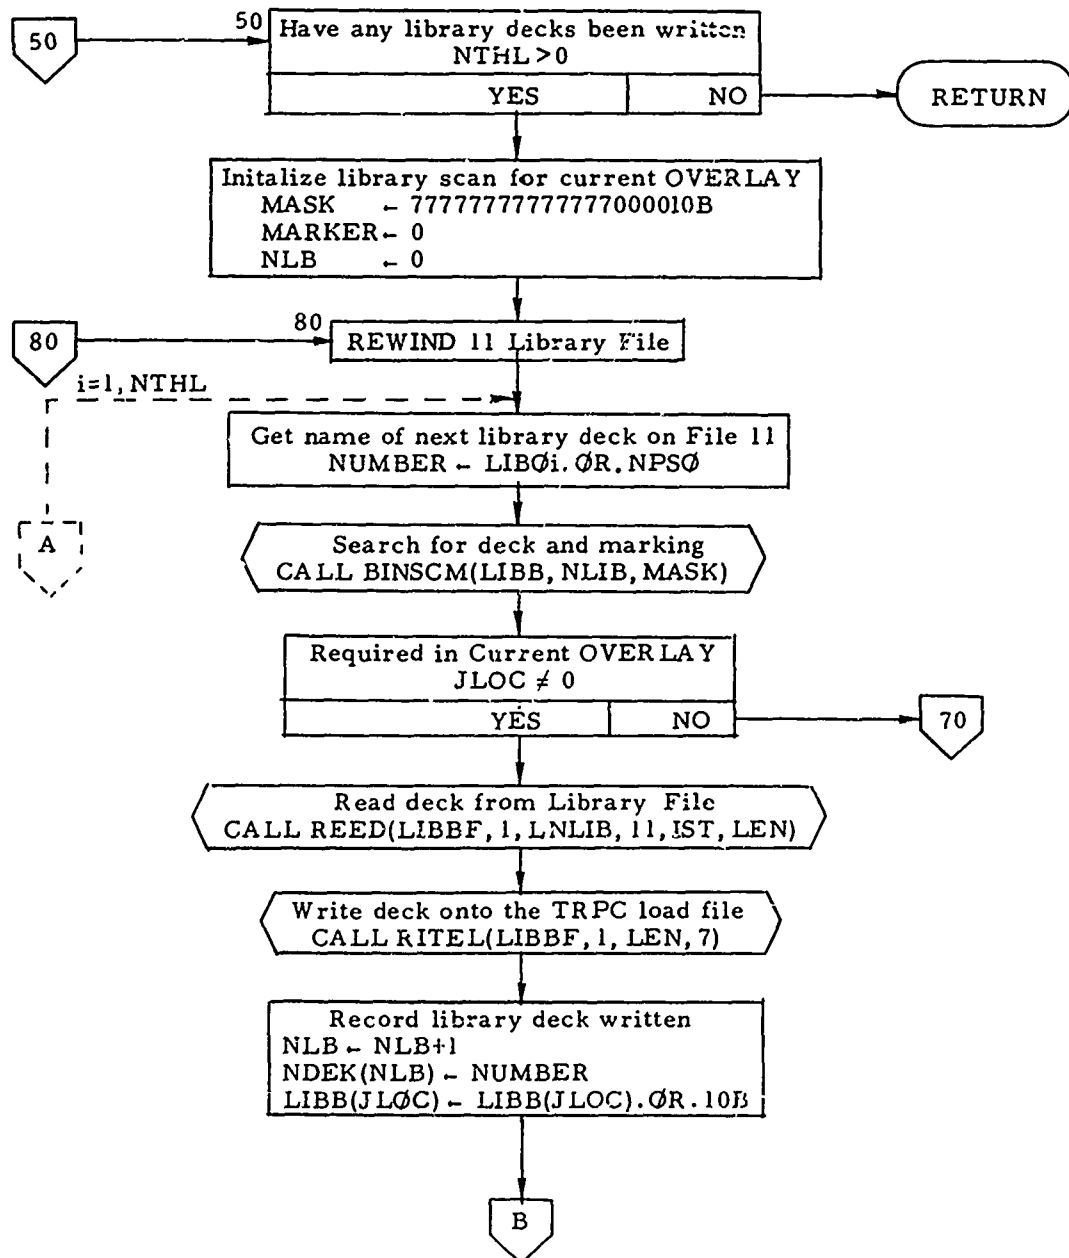 50
50
Have any library decks been written
NTHL >0
YES NO
RETURN
Initalize library scan for current OVERLAY
MASK ← 77777777777777000010B
MARKER ← 0
NLB ← 0
80
80
REWIND 11 Library File
i=1, NTHL
Get name of next library deck on File 11
NUMBER ← LIBØi. ØR. NPSØ
A
Search for deck and marking
CALL BINSCM(LIBB, NLIB, MASK)
Required in Current OVERLAY
JLOC ≠ 0
YES NO
70
Read deck from Library File
CALL REED(LIBBF, 1, LNLIB, 11, IST, LEN)
Write deck onto the TRPC load file
CALL RITEL(LIBBF, 1, LEN, 7)
Record library deck written
NLB ← NLB+1
NDEK(NLB) ← NUMBER
LIBB(JLØC) ← LIBB(JLOC). ØR. 10B
B